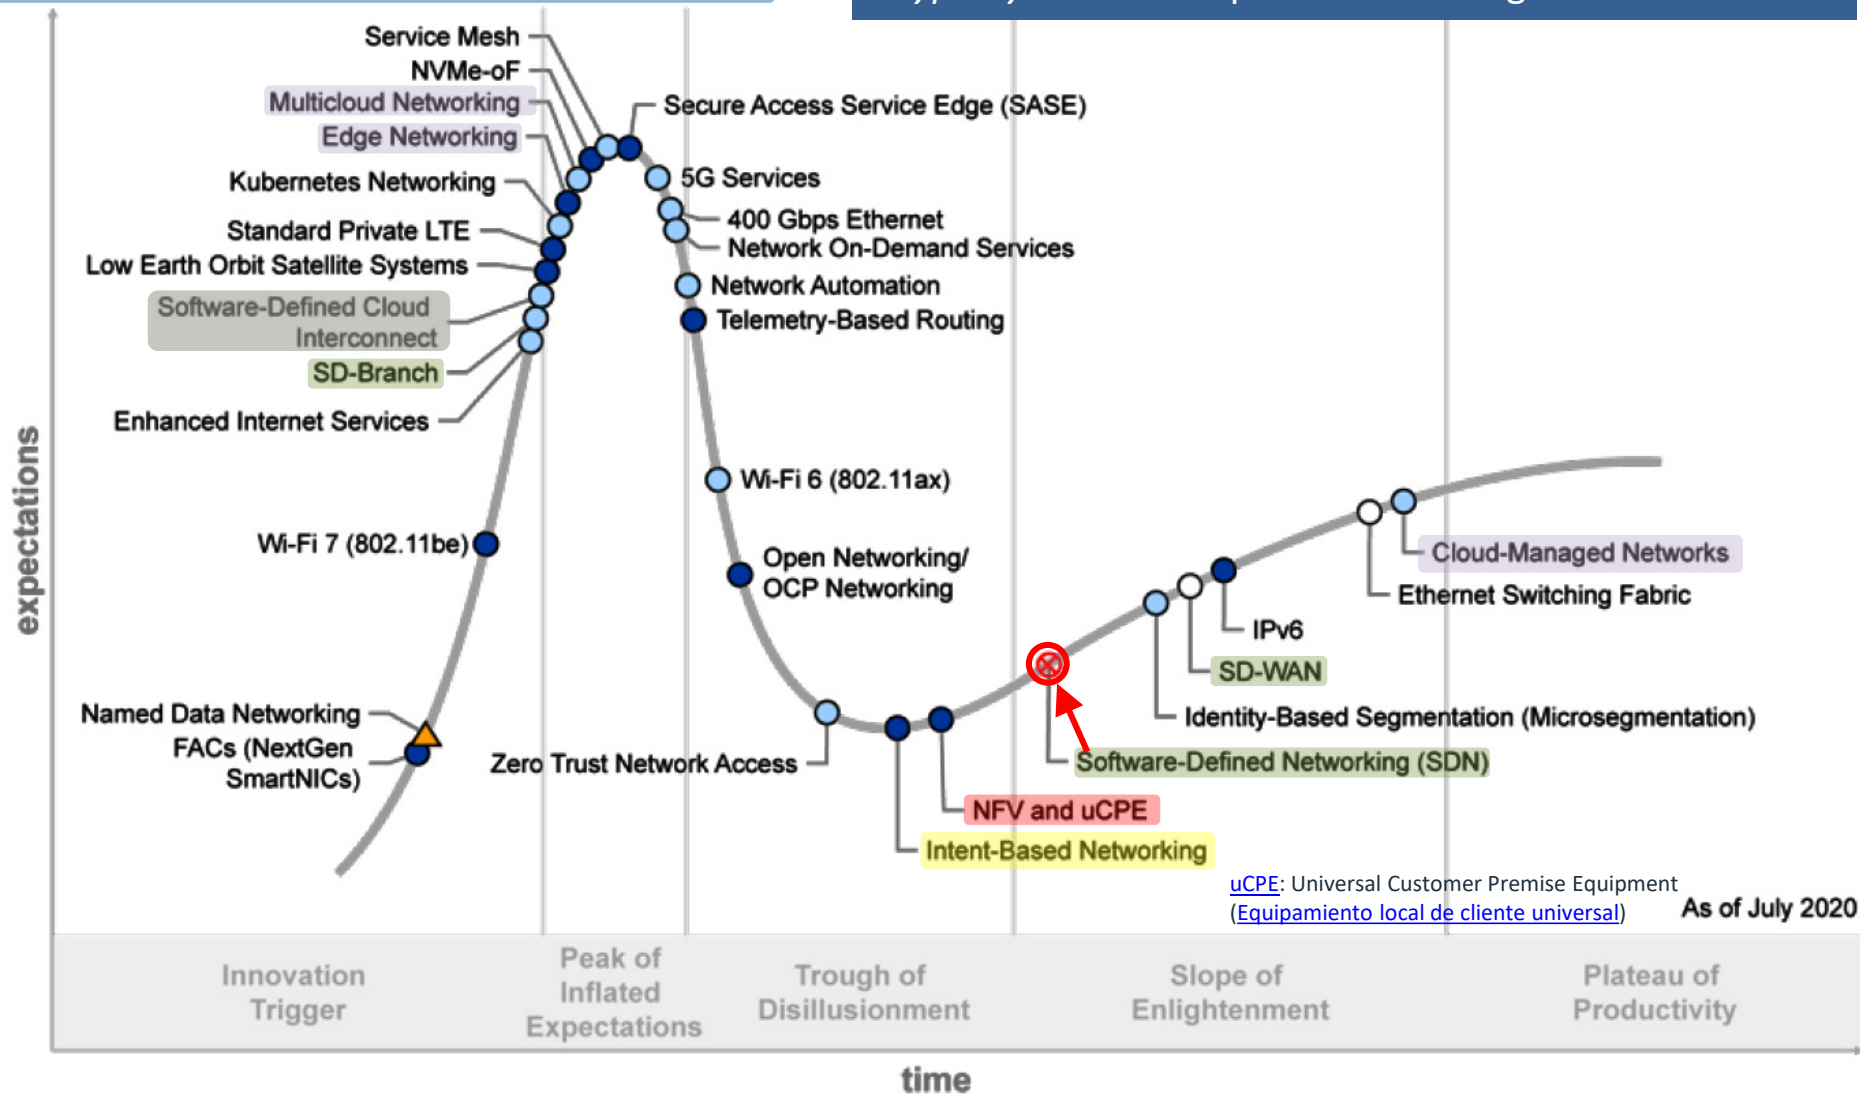 Service Mesh
NVMe-oF
Multicloud Networking
Edge Networking
Kubernetes Networking
Standard Private LTE
Low Earth Orbit Satellite Systems
Software-Defined Cloud
Interconnect
SD-Branch
Enhanced Internet Services
Wi-Fi 7 (802.11be)
Named Data Networking
FACs (NextGen
SmartNICs)
Secure Access Service Edge (SASE)
5G Services
400 Gbps Ethernet
Network On-Demand Services
Network Automation
Telemetry-Based Routing
Wi-Fi 6 (802.11ax)
Open Networking/
OCP Networking
Zero Trust Network Access
Intent-Based Networking
NFV and uCPE
Software-Defined Networking (SDN)
Identity-Based Segmentation (Microsegmentation)
SD-WAN
IPv6
Ethernet Switching Fabric
Cloud-Managed Networks
uCPE: Universal Customer Premise Equipment
(Equipamiento local de cliente universal)
As of July 2020
expectations
Innovation
Trigger
Peak of
Inflated
Expectations
Trough of
Disillusionment
Slope of
Enlightenment
Plateau of
Productivity
time